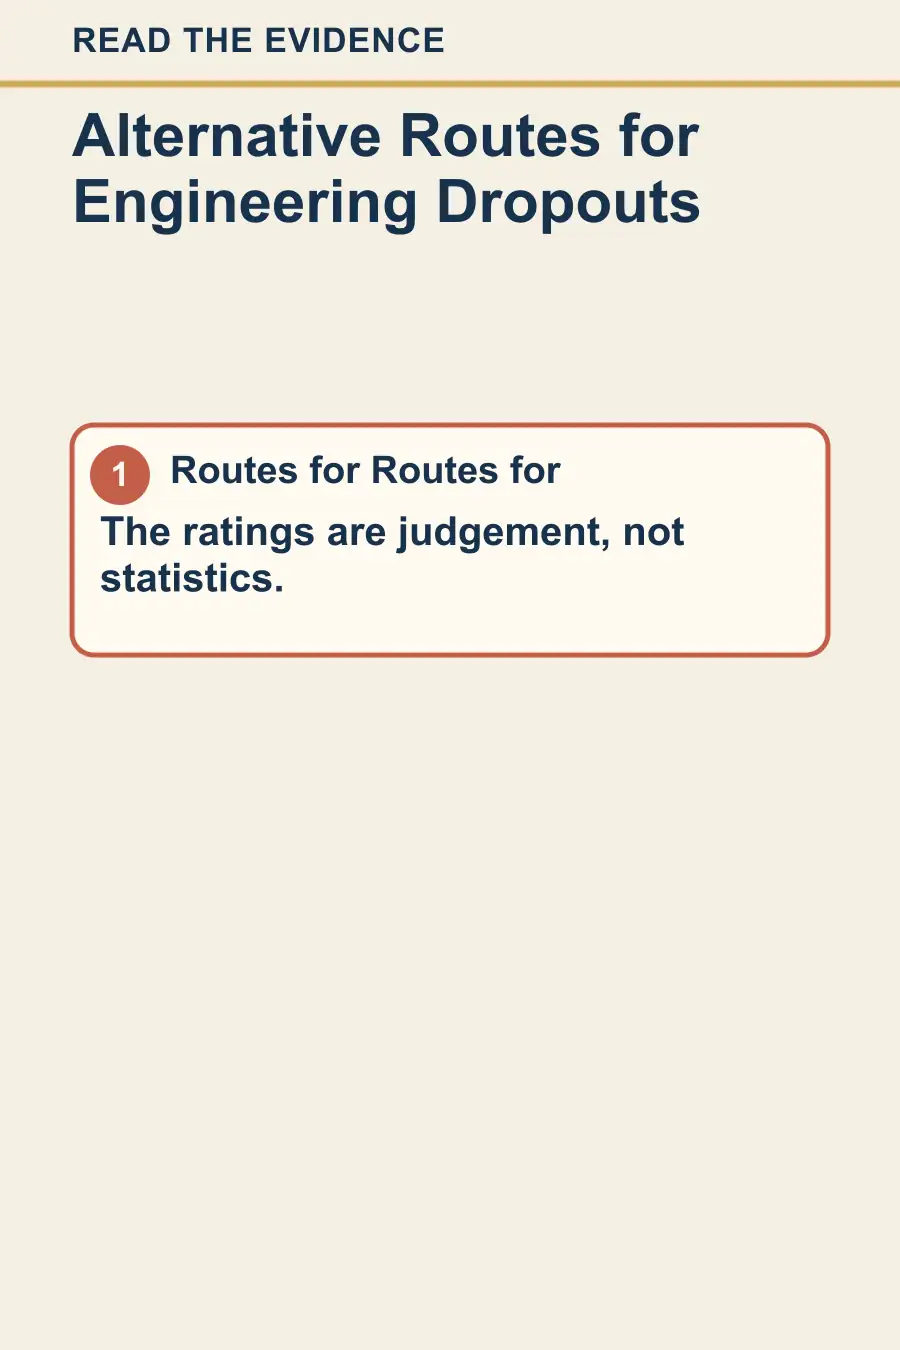 READ THE EVIDENCE
Alternative Routes for
Engineering Dropouts
1 Routes for Routes for
The ratings are judgement, not
statistics.